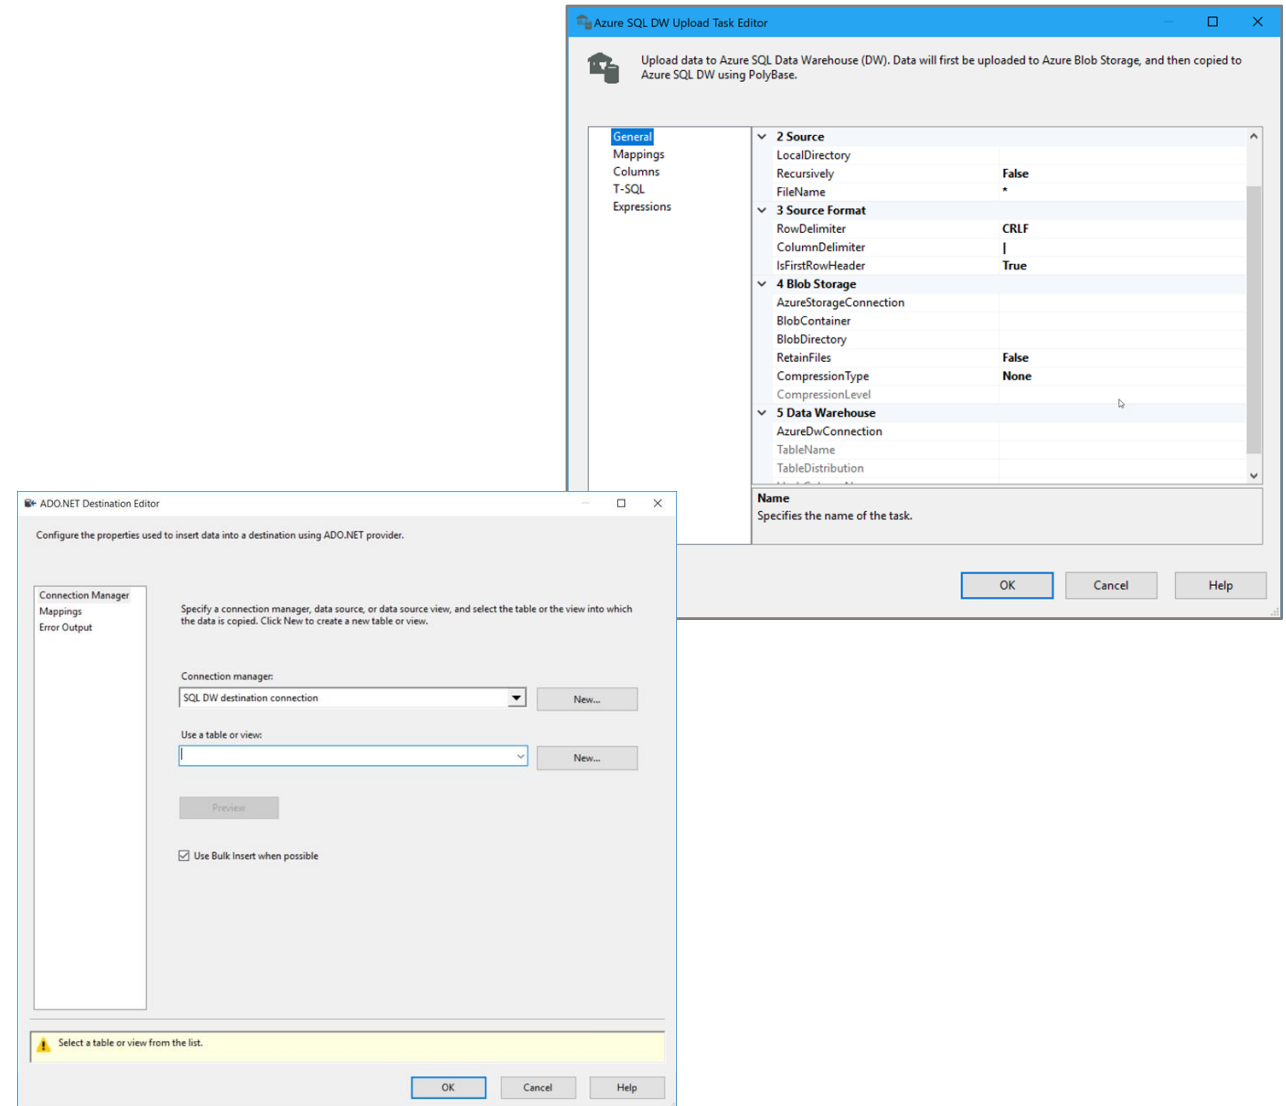 Azure SQL DW Upload Task Editor
Upload data to Azure SQL Data Warehouse (DW). Data will first be uploaded to Azure Blob Storage, and then copied to
Azure SQL DW using PolyBase.
General
Mappings
Columns
T-SQL
Expressions
2 Source
LocalDirectory
Recursively False
FileName *
3 Source Format
RowDelimiter CRLF
ColumnDelimiter |
IsFirstRowHeader True
4 Blob Storage
AzureStorageConnection
BlobContainer
BlobDirectory
RetainFiles False
CompressionType None
CompressionLevel
5 Data Warehouse
AzureDwConnection
TableName
TableDistribution
Name
Specifies the name of the task.
OK Cancel Help
ADO.NET Destination Editor
Configure the properties used to insert data into a destination using ADO.NET provider.
Connection Manager
Mappings
Error Output
Specify a connection manager, data source, or data source view, and select the table or the view into which
the data is copied. Click New to create a new table or view.
Connection manager:
SQL DW destination connection New...
Use a table or view:
New...
Preview
Use Bulk Insert when possible
Select a table or view from the list.
OK Cancel Help